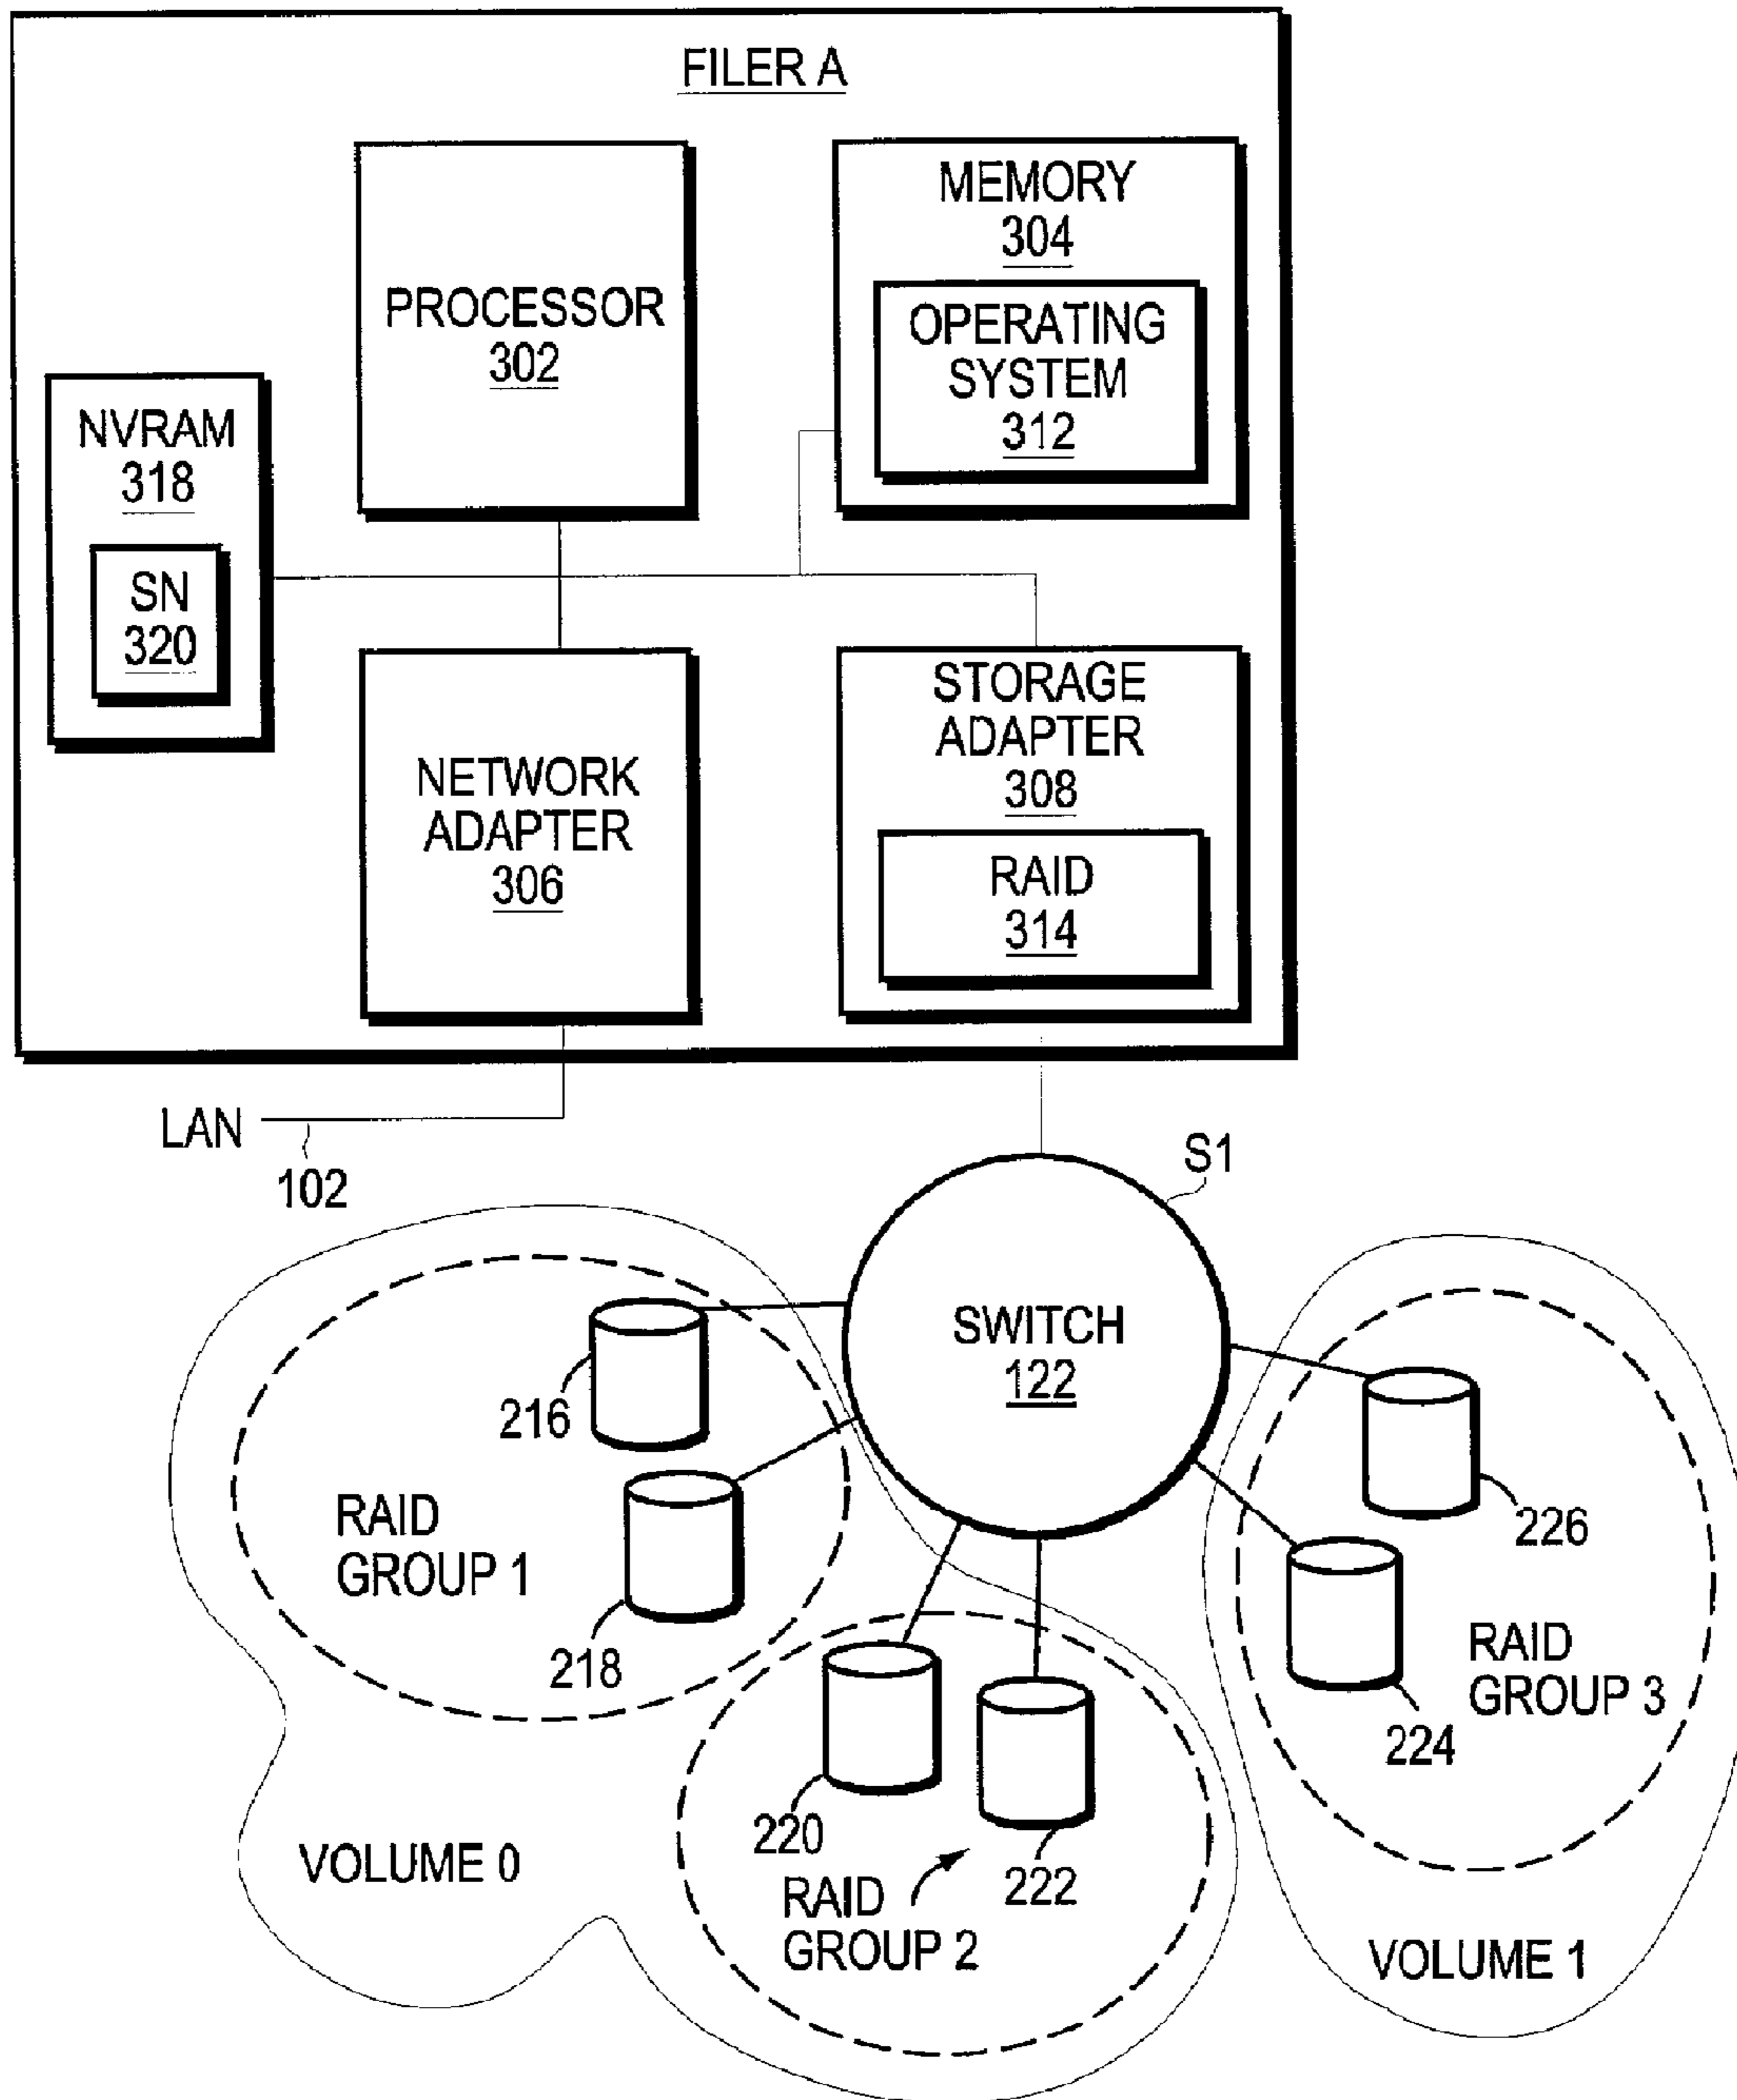 FILER A
PROCESSOR
302
MEMORY
304
OPERATING
SYSTEM
312
NVRAM
318
SN
320
NETWORK
ADAPTER
306
STORAGE
ADAPTER
308
RAID
314
LAN
102
S1
SWITCH
122
216
218
RAID
GROUP 1
226
224
RAID
GROUP 3
220
222
RAID
GROUP 2
VOLUME 0
VOLUME 1